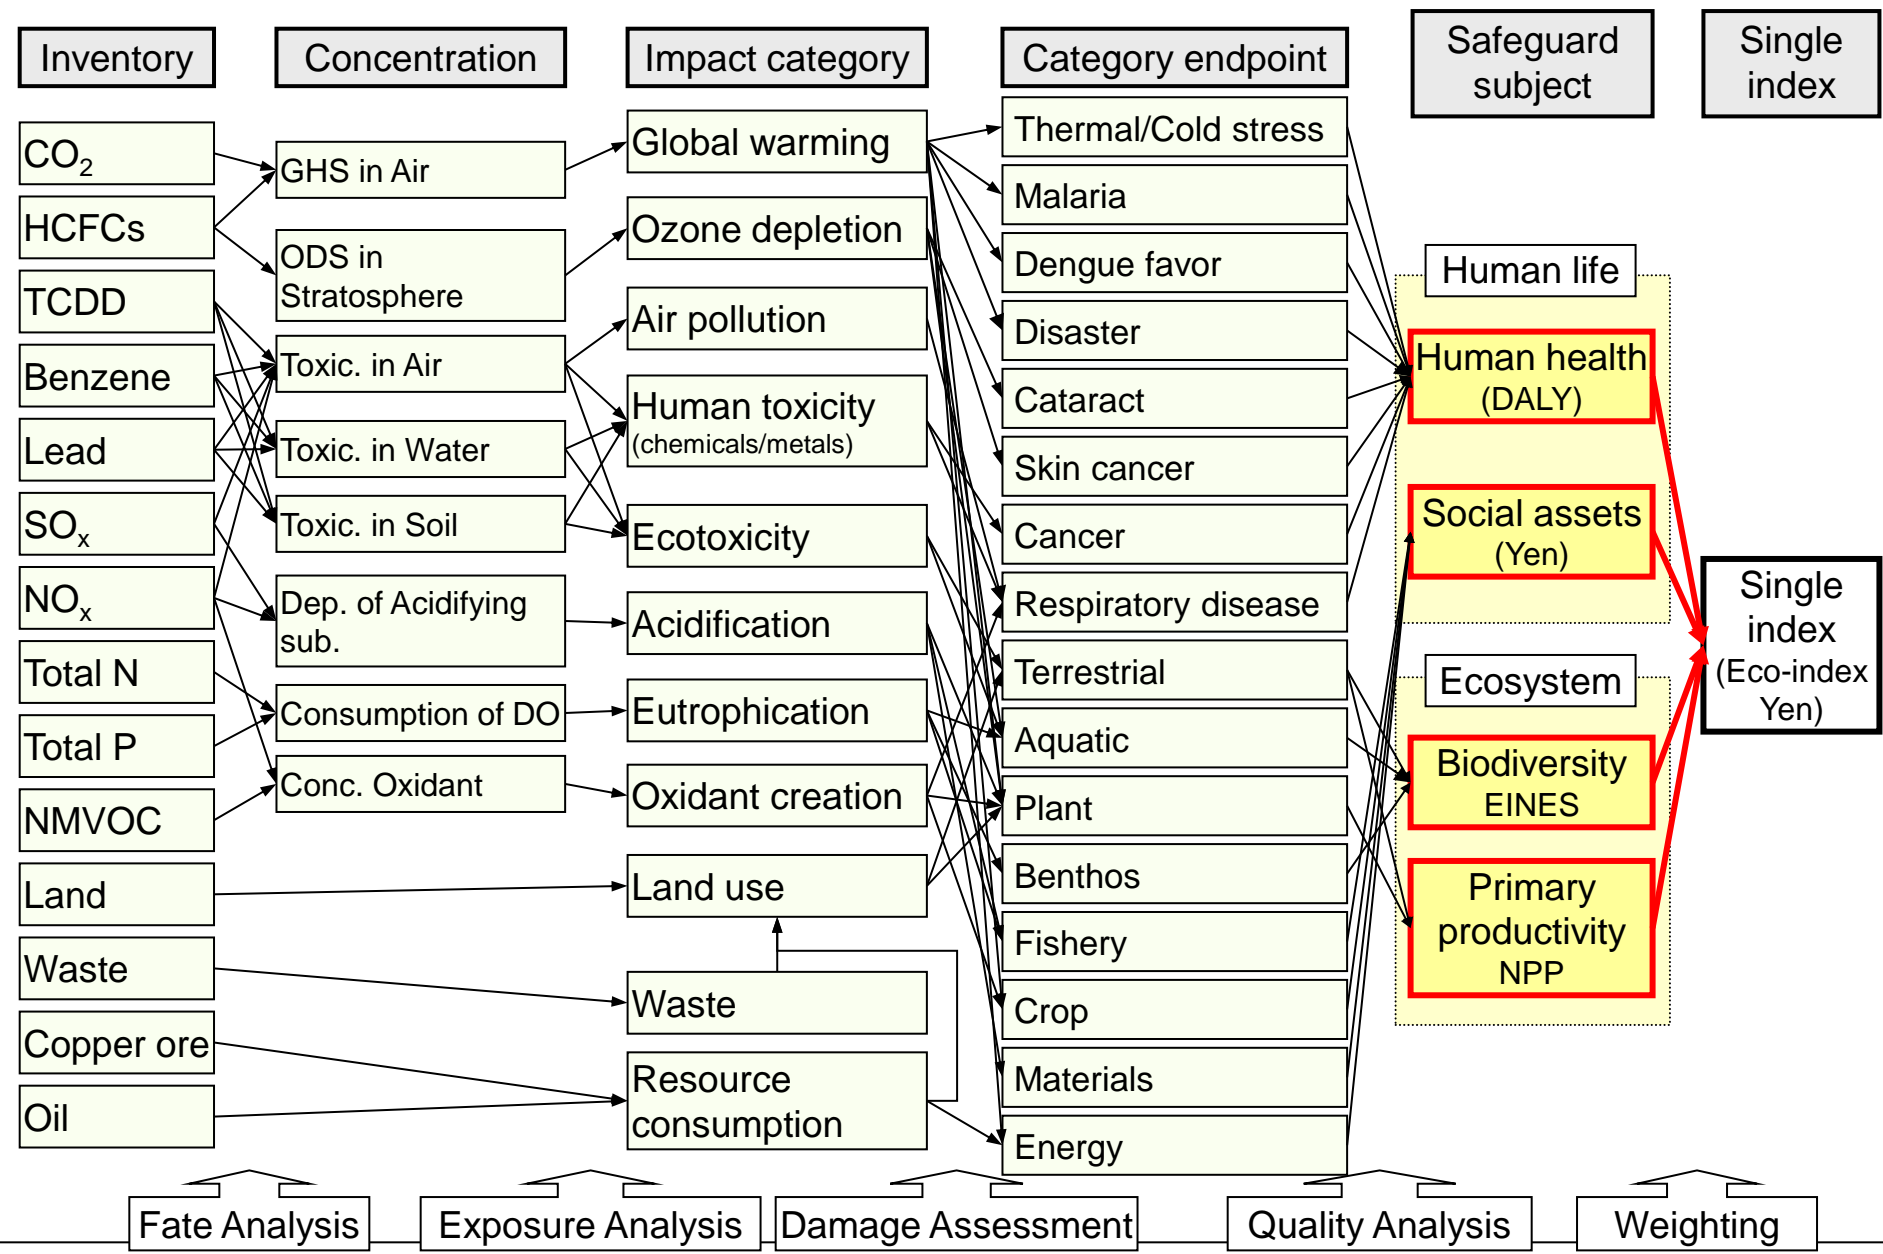 Inventory
Concentration
Impact category
Category endpoint
Safeguard
subject
Single
index
CO2
HCFCs
TCDD
Benzene
Lead
SOx
NOx
Total N
Total P
NMVOC
Land
Waste
Copper ore
Oil
GHS in Air
ODS in
Stratosphere
Toxic. in Air
Toxic. in Water
Toxic. in Soil
Dep. of Acidifying
sub.
Consumption of DO
Conc. Oxidant
Global warming
Ozone depletion
Air pollution
Human toxicity
(chemicals/metals)
Ecotoxicity
Acidification
Eutrophication
Oxidant creation
Land use
Waste
Resource
consumption
Thermal/Cold stress
Malaria
Dengue favor
Disaster
Cataract
Skin cancer
Cancer
Respiratory disease
Terrestrial
Aquatic
Plant
Benthos
Fishery
Crop
Materials
Energy
Human life
Human health
(DALY)
Social assets
(Yen)
Ecosystem
Biodiversity
EINES
Primary
productivity
NPP
Single
index
(Eco-index
Yen)
Fate Analysis
Exposure Analysis
Damage Assessment
Quality Analysis
Weighting